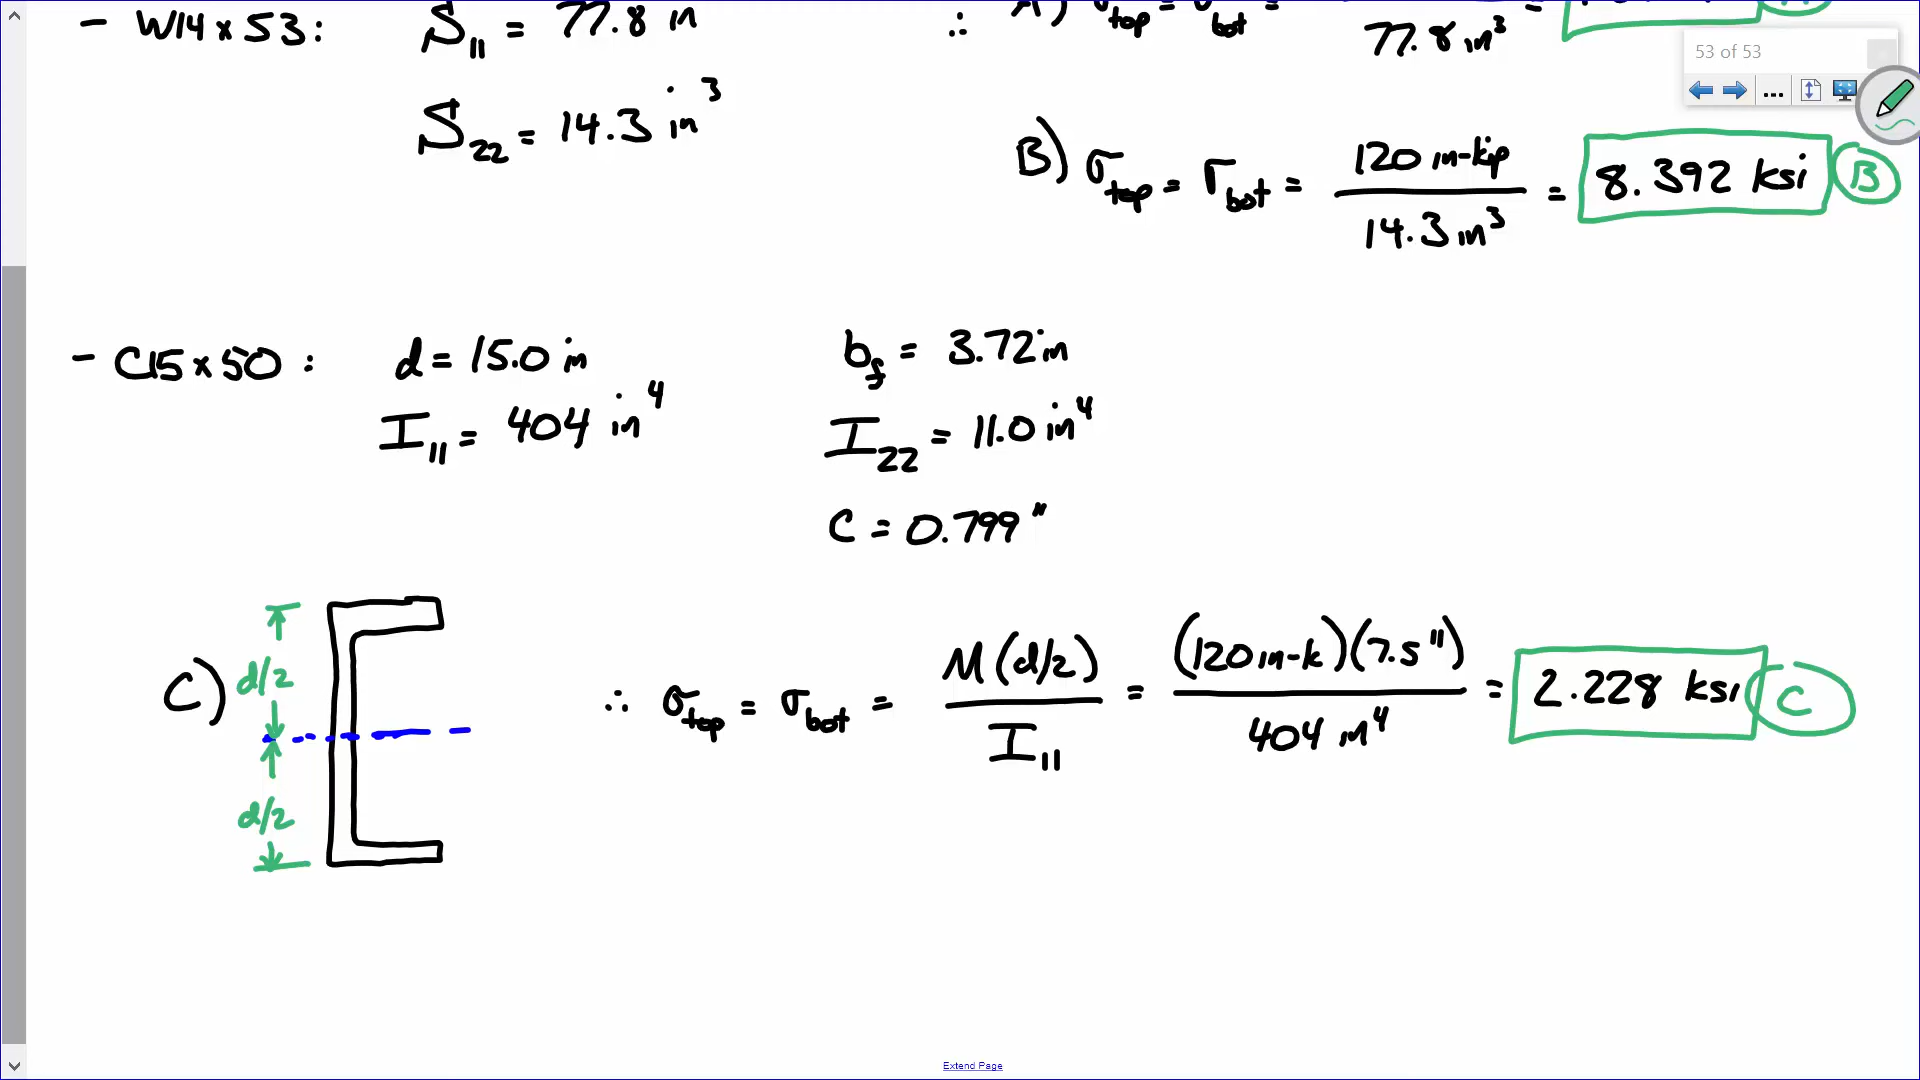 - W14 x 53: S₁₁ = 77.8 in
∴ A) σtop = σbot = 77.8 in³ =
53 of 53
S₂₂ = 14.3 in³
B) σtop = σbot = 120 in-kip / 14.3 in³ = 8.392 ksi B
- C15 x 50: d = 15.0 in bf = 3.72 in
I₁₁ = 404 in⁴ I₂₂ = 11.0 in⁴
C = 0.799"
C) d/2
d/2
∴ σtop = σbot = M(d/2) / I₁₁ = (120 in-k)(7.5") / 404 in⁴ = 2.228 ksi C
Extend Page